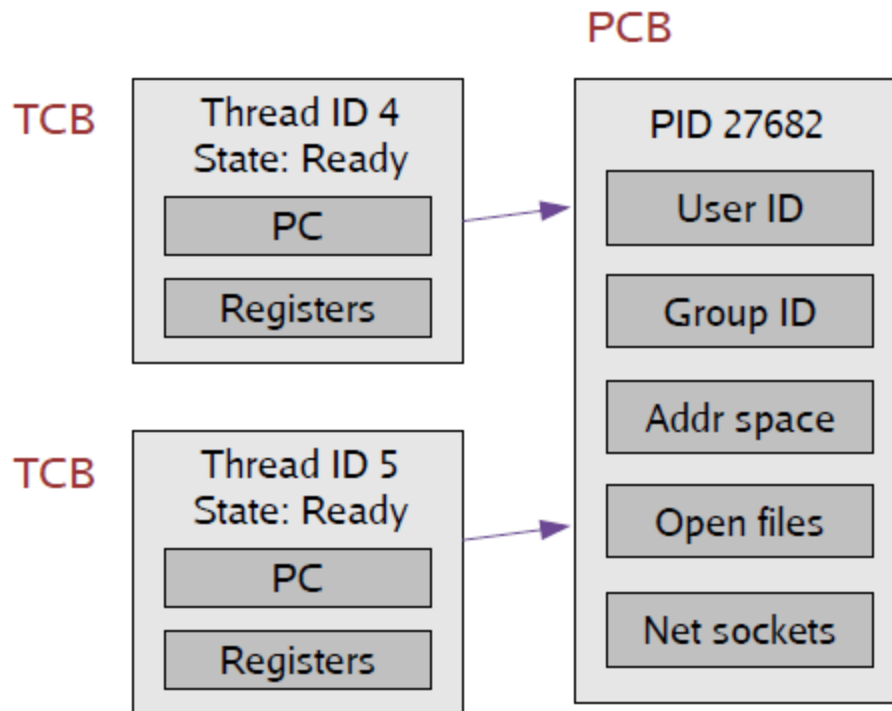 PCB
TCB
Thread ID 4
State: Ready
PC
Registers
TCB
Thread ID 5
State: Ready
PC
Registers
PID 27682
User ID
Group ID
Addr space
Open files
Net sockets